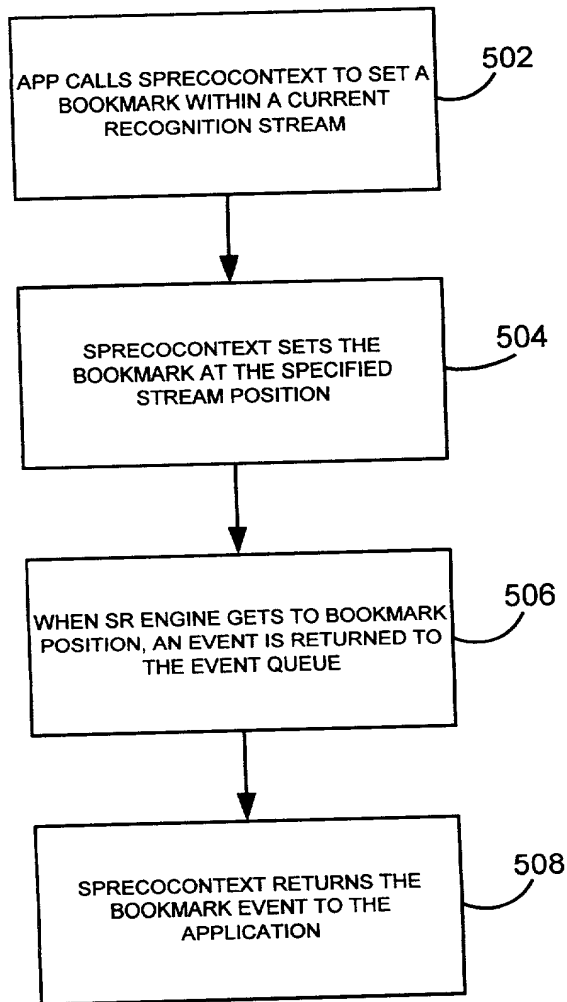 APP CALLS SPRECOCONTEXT TO SET A
BOOKMARK WITHIN A CURRENT
RECOGNITION STREAM
502
SPRECOCONTEXT SETS THE
BOOKMARK AT THE SPECIFIED
STREAM POSITION
504
WHEN SR ENGINE GETS TO BOOKMARK
POSITION, AN EVENT IS RETURNED TO
THE EVENT QUEUE
506
SPRECOCONTEXT RETURNS THE
BOOKMARK EVENT TO THE
APPLICATION
508